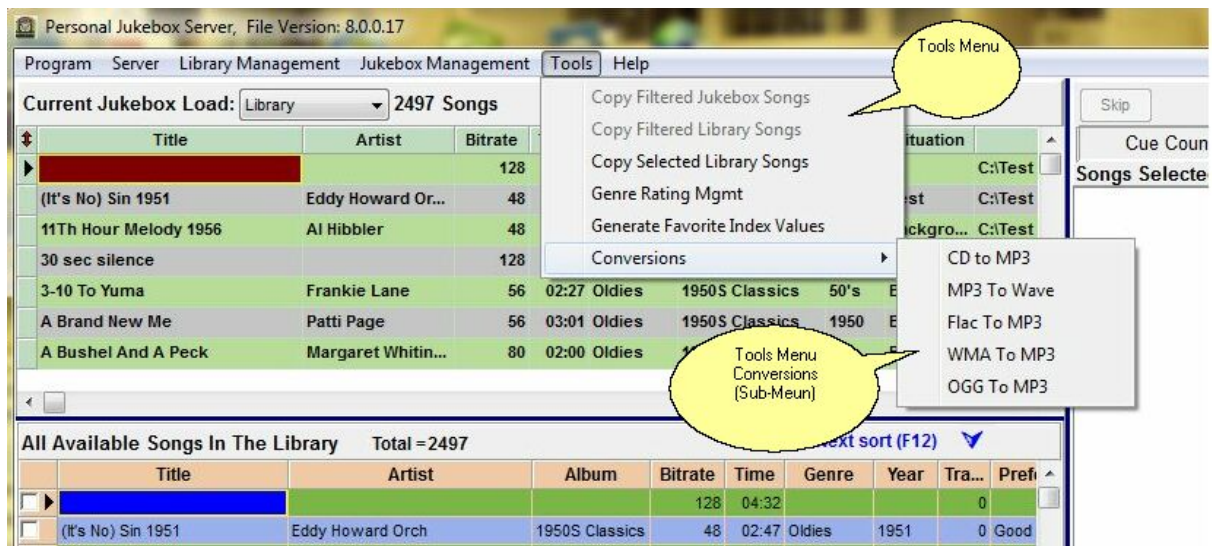 Personal Jukebox Server, File Version: 8.0.0.17
Program Server Library Management Jukebox Management Tools Help
Tools Menu
Current Jukebox Load: Library 2497 Songs
Copy Filtered Jukebox Songs
Copy Filtered Library Songs
Copy Selected Library Songs
Genre Rating Mgmt
Generate Favorite Index Values
Conversions
CD to MP3
MP3 To Wave
Flac To MP3
WMA To MP3
OGG To MP3
Skip
Cue Coun
Songs Selecte
Title Artist Bitrate ituation
128 C:\Test
(It's No) Sin 1951 Eddy Howard Or... 48 C:\Test
11Th Hour Melody 1956 Al Hibbler 48 ckgro... C:\Test
30 sec silence 128
3-10 To Yuma Frankie Lane 56 02:27 Oldies 1950S Classics 50's
A Brand New Me Patti Page 56 03:01 Oldies 1950S Classics 1950
A Bushel And A Peck Margaret Whitin... 80 02:00 Oldies
Tools Menu
Conversions
(Sub-Meun)
All Available Songs In The Library Total = 2497 sort (F12)
Title Artist Album Bitrate Time Genre Year Tra... Prefe
128 04:32 0
(It's No) Sin 1951 Eddy Howard Orch 1950S Classics 48 02:47 Oldies 1951 0 Good